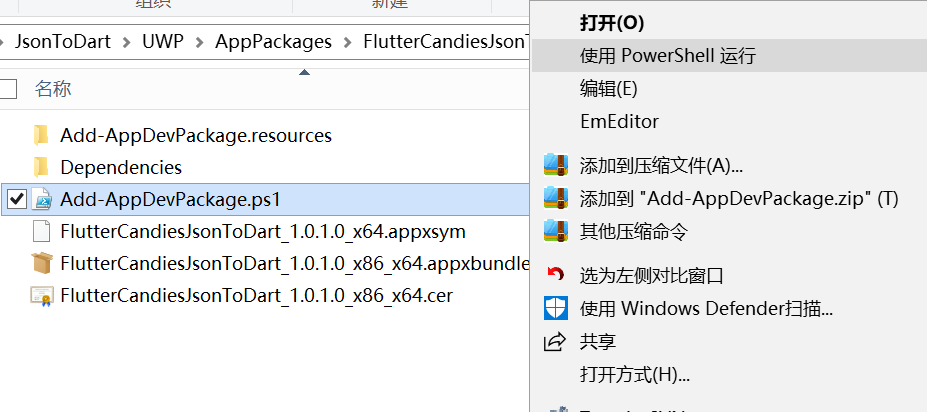 组织
新建
JsonToDart > UWP > AppPackages > FlutterCandiesJsonT
名称
Add-AppDevPackage.resources
Dependencies
Add-AppDevPackage.ps1
FlutterCandiesJsonToDart_1.0.1.0_x64.appxsym
FlutterCandiesJsonToDart_1.0.1.0_x86_x64.appxbundle
FlutterCandiesJsonToDart_1.0.1.0_x86_x64.cer
打开(O)
使用 PowerShell 运行
编辑(E)
EmEditor
添加到压缩文件(A)...
添加到 "Add-AppDevPackage.zip" (T)
其他压缩命令
选为左侧对比窗口
使用 Windows Defender扫描...
共享
打开方式(H)...